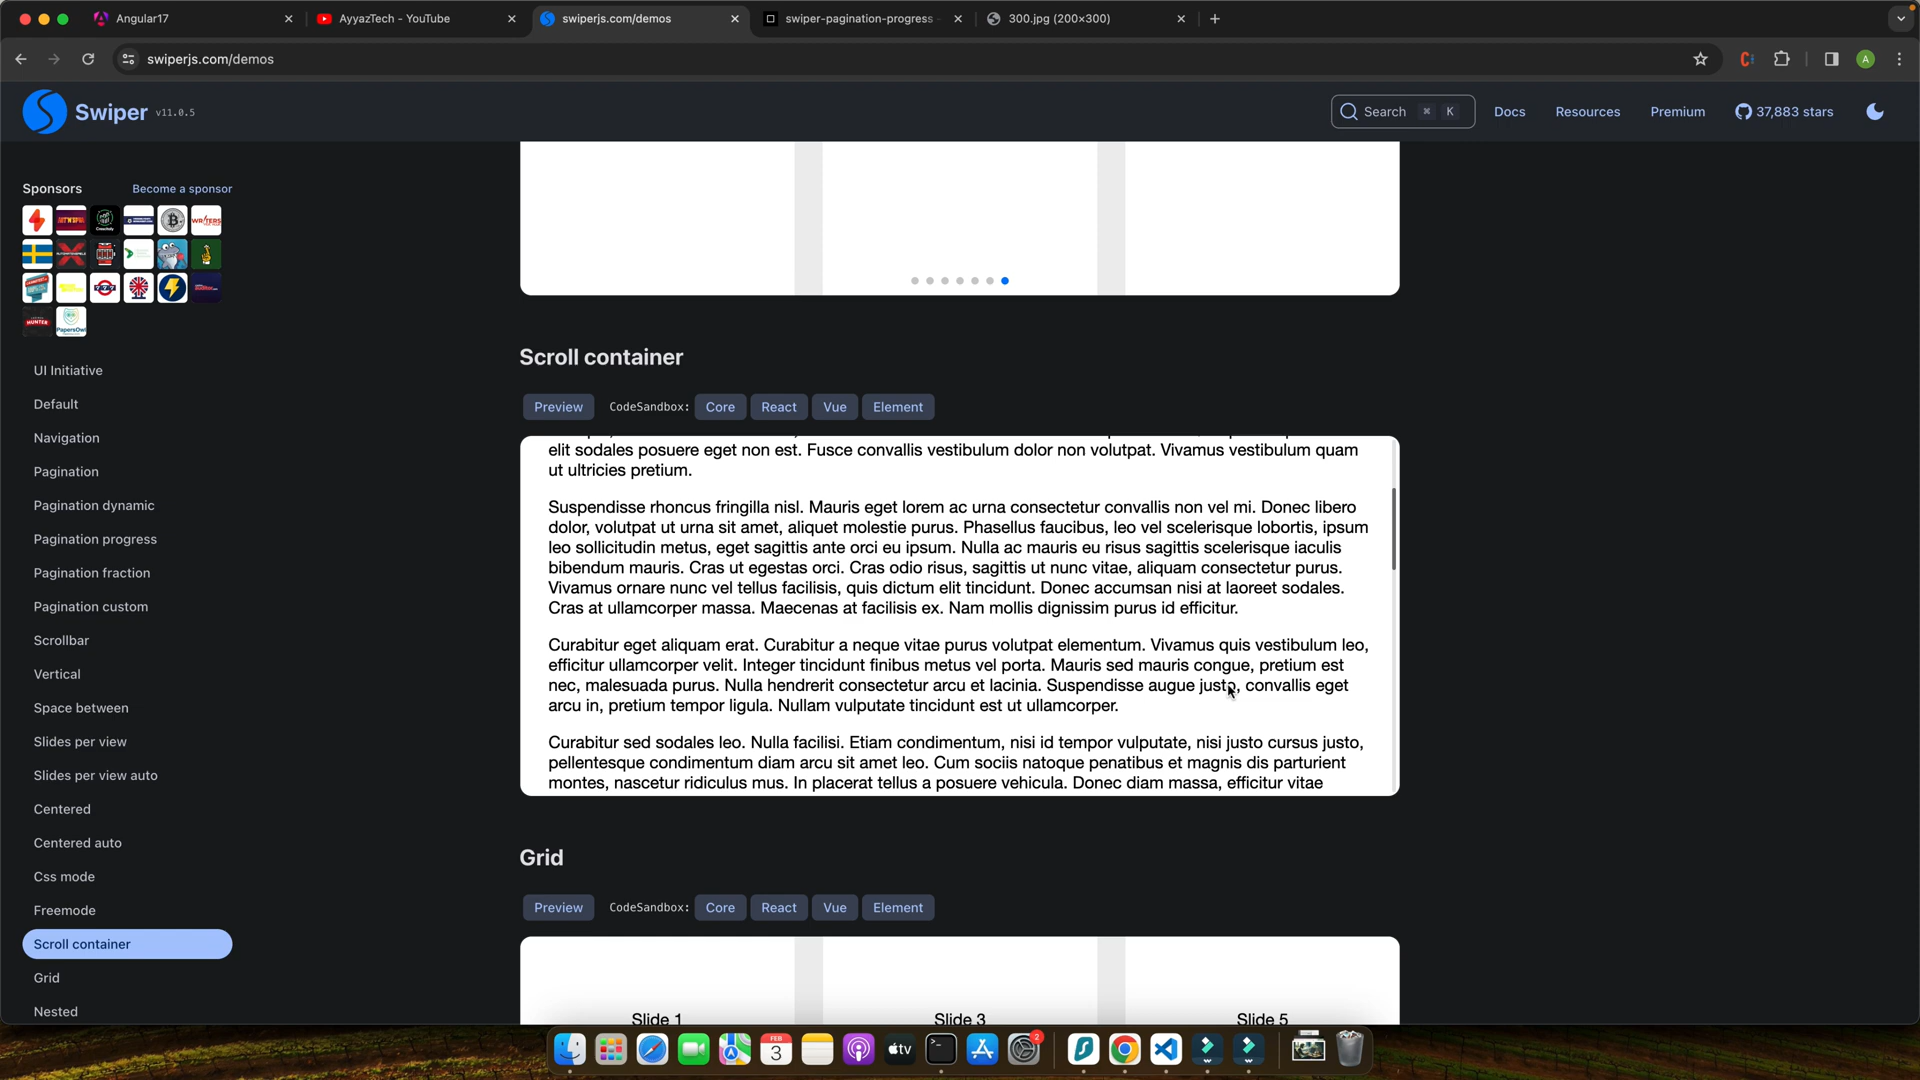 Angular17
AyyazTech - YouTube
swiperjs.com/demos
swiper-pagination-progress
300.jpg (200×300)
swiperjs.com/demos
A
Swiper v11.0.5
Search ⌘ K
Docs
Resources
Premium
37,883 stars
Sponsors
Become a sponsor
WRITERS
HUNTER
PapersOwl
UI Initiative
Default
Navigation
Pagination
Pagination dynamic
Pagination progress
Pagination fraction
Pagination custom
Scrollbar
Vertical
Space between
Slides per view
Slides per view auto
Centered
Centered auto
Css mode
Freemode
Scroll container
Grid
Nested
Scroll container
Preview CodeSandbox: Core React Vue Element
elit sodales posuere eget non est. Fusce convallis vestibulum dolor non volutpat. Vivamus vestibulum quam
ut ultricies pretium.
Suspendisse rhoncus fringilla nisl. Mauris eget lorem ac urna consectetur convallis non vel mi. Donec libero
dolor, volutpat ut urna sit amet, aliquet molestie purus. Phasellus faucibus, leo vel scelerisque lobortis, ipsum
leo sollicitudin metus, eget sagittis ante orci eu ipsum. Nulla ac mauris eu risus sagittis scelerisque iaculis
bibendum mauris. Cras ut egestas orci. Cras odio risus, sagittis ut nunc vitae, aliquam consectetur purus.
Vivamus ornare nunc vel tellus facilisis, quis dictum elit tincidunt. Donec accumsan nisi at laoreet sodales.
Cras at ullamcorper massa. Maecenas at facilisis ex. Nam mollis dignissim purus id efficitur.
Curabitur eget aliquam erat. Curabitur a neque vitae purus volutpat elementum. Vivamus quis vestibulum leo,
efficitur ullamcorper velit. Integer tincidunt finibus metus vel porta. Mauris sed mauris congue, pretium est
nec, malesuada purus. Nulla hendrerit consectetur arcu et lacinia. Suspendisse augue justo, convallis eget
arcu in, pretium tempor ligula. Nullam vulputate tincidunt est ut ullamcorper.
Curabitur sed sodales leo. Nulla facilisi. Etiam condimentum, nisi id tempor vulputate, nisi justo cursus justo,
pellentesque condimentum diam arcu sit amet leo. Cum sociis natoque penatibus et magnis dis parturient
montes, nascetur ridiculus mus. In placerat tellus a posuere vehicula. Donec diam massa, efficitur vitae
Grid
Preview CodeSandbox: Core React Vue Element
Slide 1
Slide 3
Slide 5
FEB
3
tv
2